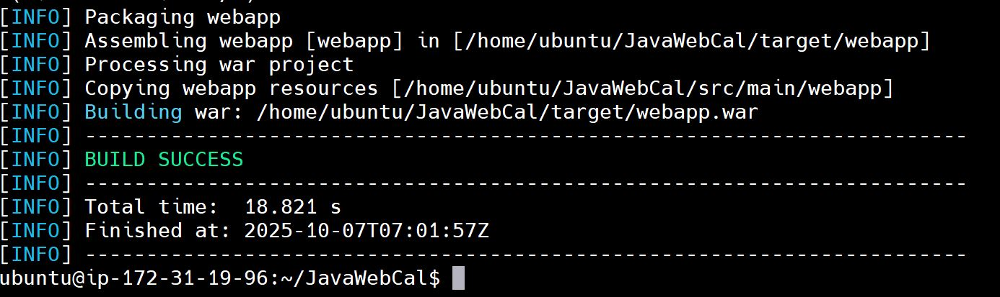 [INFO] Packaging webapp
[INFO] Assembling webapp [webapp] in [/home/ubuntu/JavaWebCal/target/webapp]
[INFO] Processing war project
[INFO] Copying webapp resources [/home/ubuntu/JavaWebCal/src/main/webapp]
[INFO] Building war: /home/ubuntu/JavaWebCal/target/webapp.war
[INFO] ------------------------------------------------------------------------
[INFO] BUILD SUCCESS
[INFO] ------------------------------------------------------------------------
[INFO] Total time:  18.821 s
[INFO] Finished at: 2025-10-07T07:01:57Z
[INFO] ------------------------------------------------------------------------
ubuntu@ip-172-31-19-96:~/JavaWebCal$